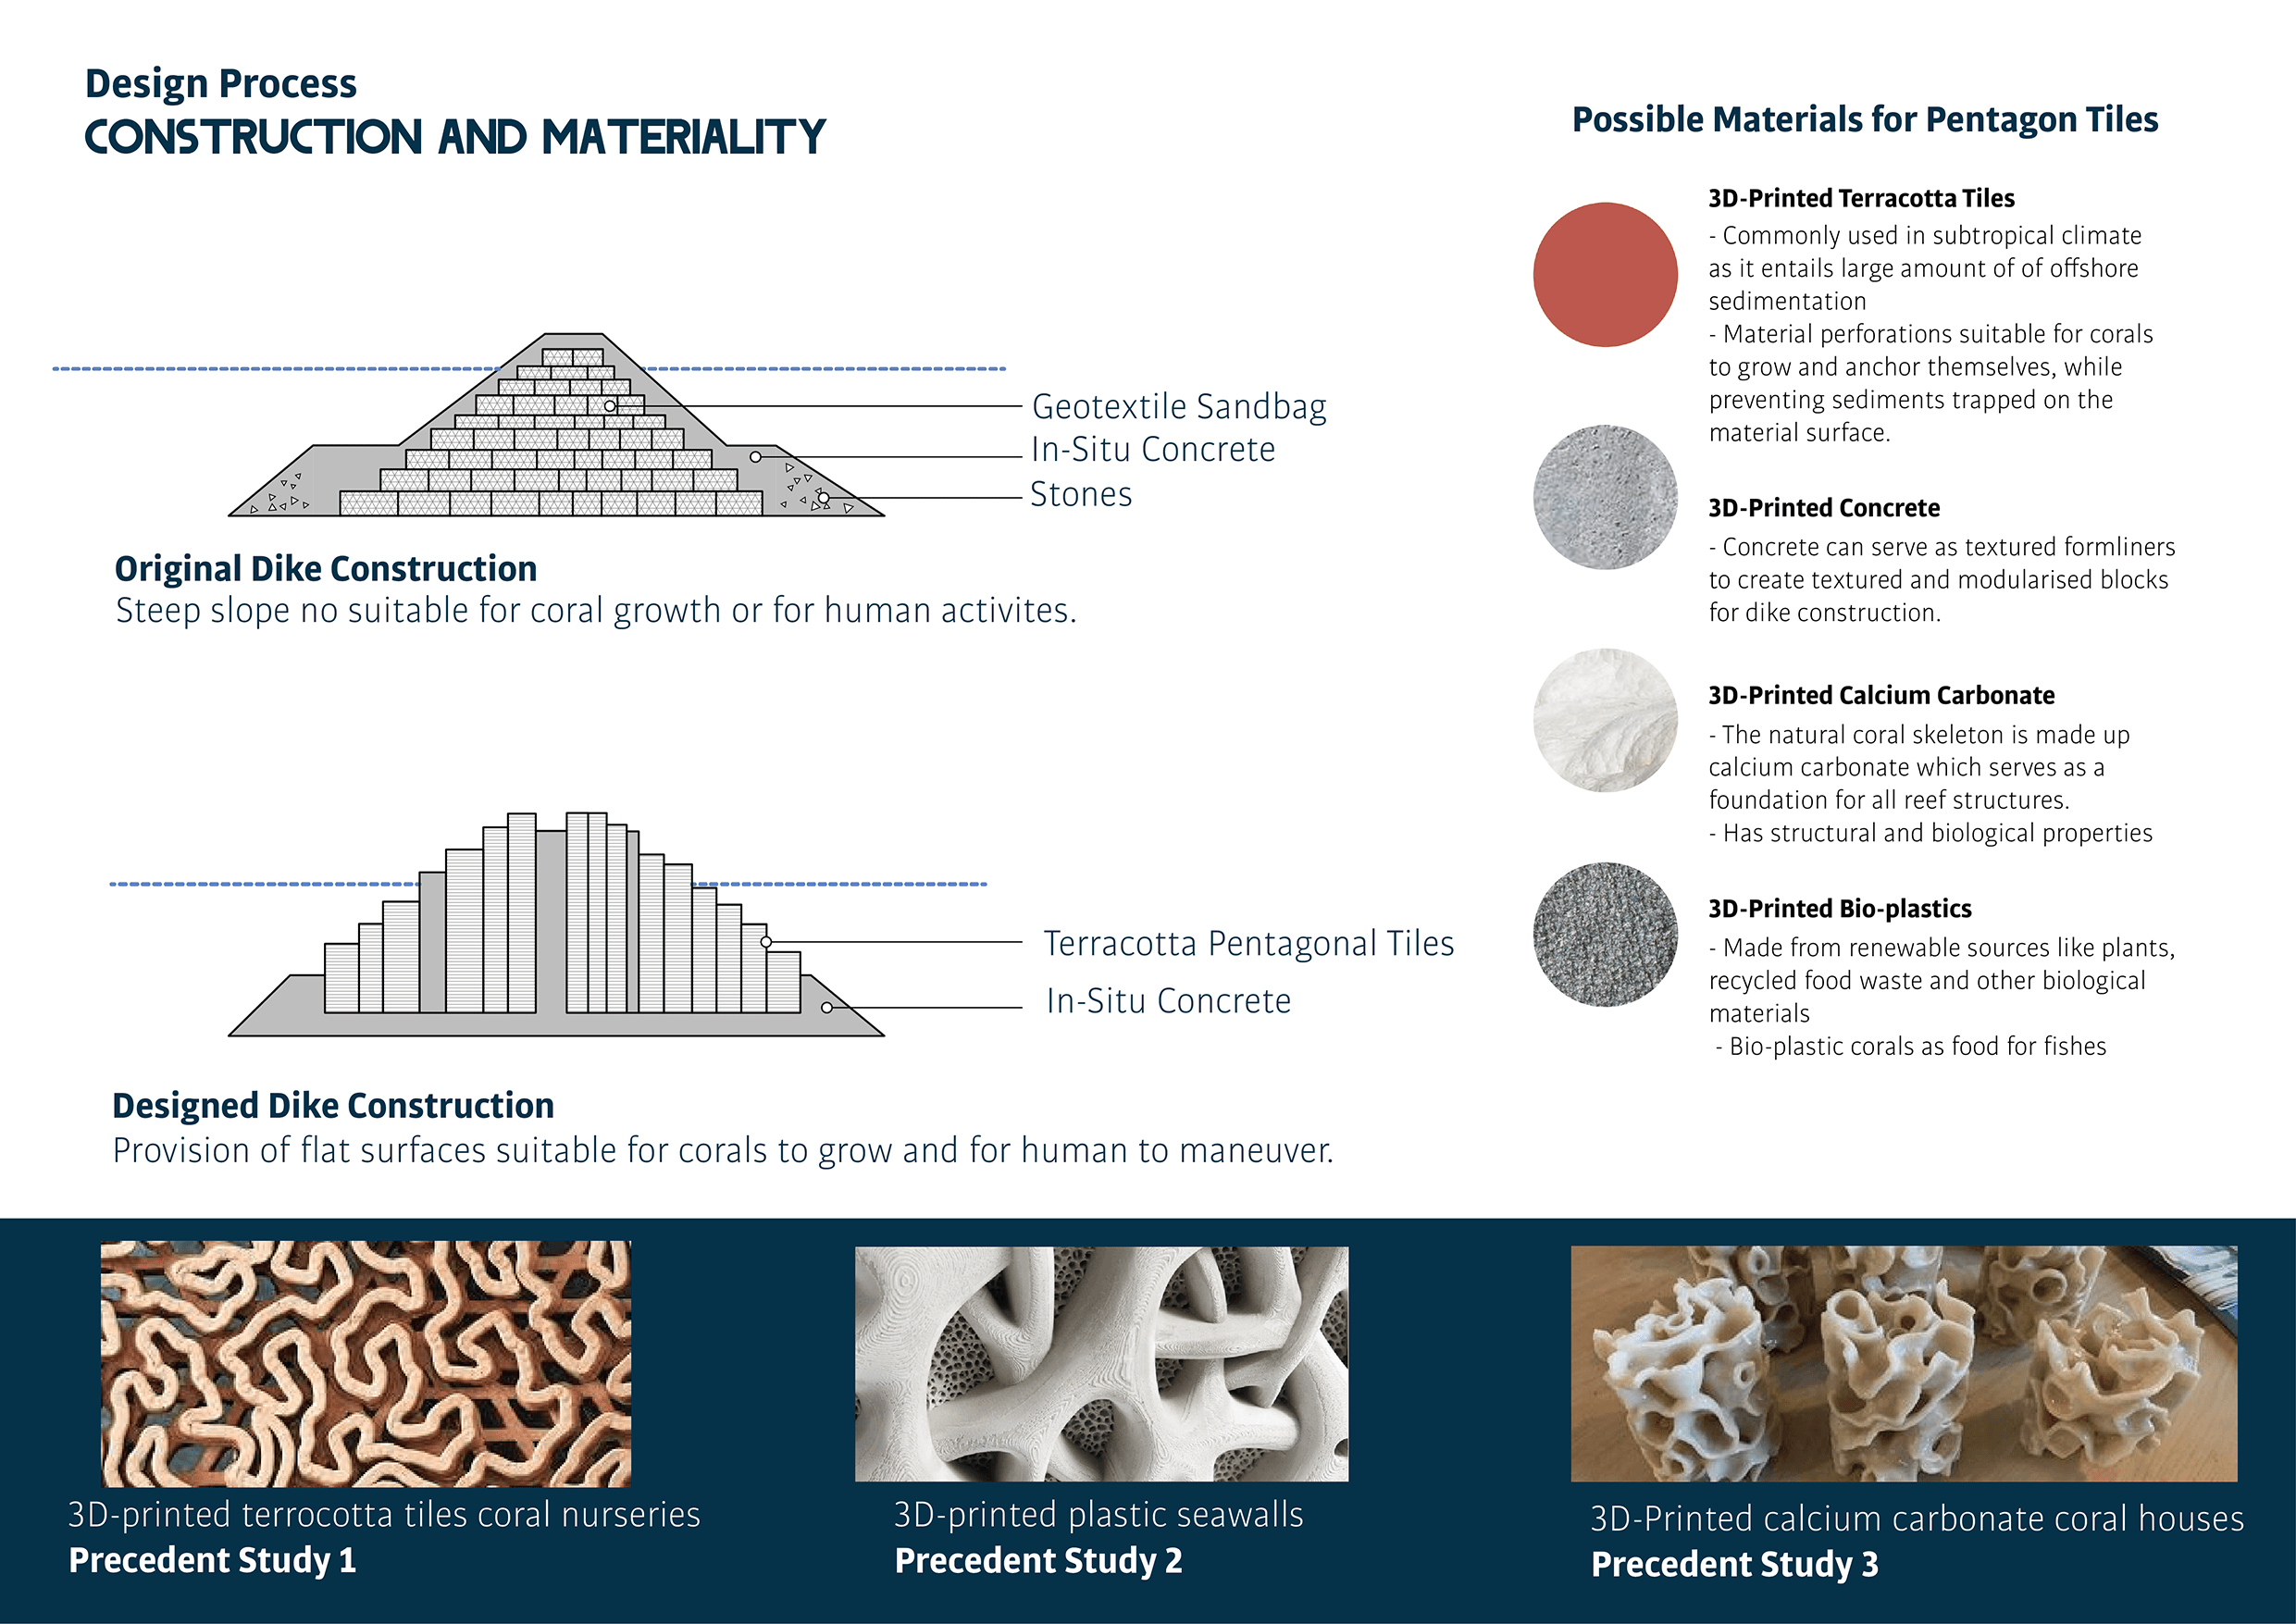 Design Process
CONSTRUCTION AND MATERIALITY
Geotextile Sandbag
In-Situ Concrete
Stones
Original Dike Construction
Steep slope no suitable for coral growth or for human activites.
Terracotta Pentagonal Tiles
In-Situ Concrete
Designed Dike Construction
Provision of flat surfaces suitable for corals to grow and for human to maneuver.
Possible Materials for Pentagon Tiles
3D-Printed Terracotta Tiles
- Commonly used in subtropical climate
as it entails large amount of of offshore
sedimentation
- Material perforations suitable for corals
to grow and anchor themselves, while
preventing sediments trapped on the
material surface.
3D-Printed Concrete
- Concrete can serve as textured formliners
to create textured and modularised blocks
for dike construction.
3D-Printed Calcium Carbonate
- The natural coral skeleton is made up
calcium carbonate which serves as a
foundation for all reef structures.
- Has structural and biological properties
3D-Printed Bio-plastics
- Made from renewable sources like plants,
recycled food waste and other biological
materials
- Bio-plastic corals as food for fishes
3D-printed terrocotta tiles coral nurseries
Precedent Study 1
3D-printed plastic seawalls
Precedent Study 2
3D-Printed calcium carbonate coral houses
Precedent Study 3